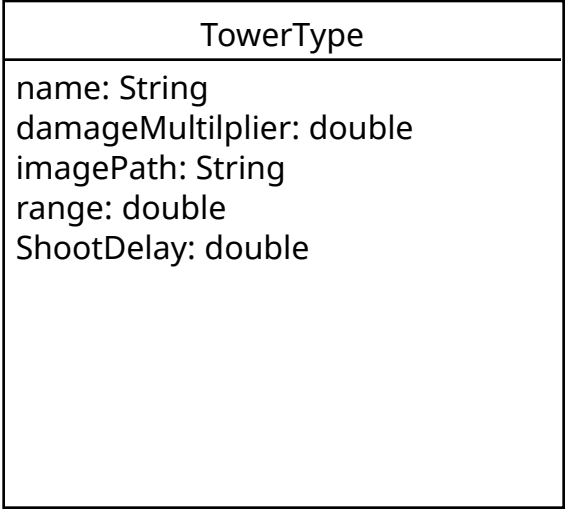 TowerType
name: String
damageMultilplier: double
imagePath: String
range: double
ShootDelay: double